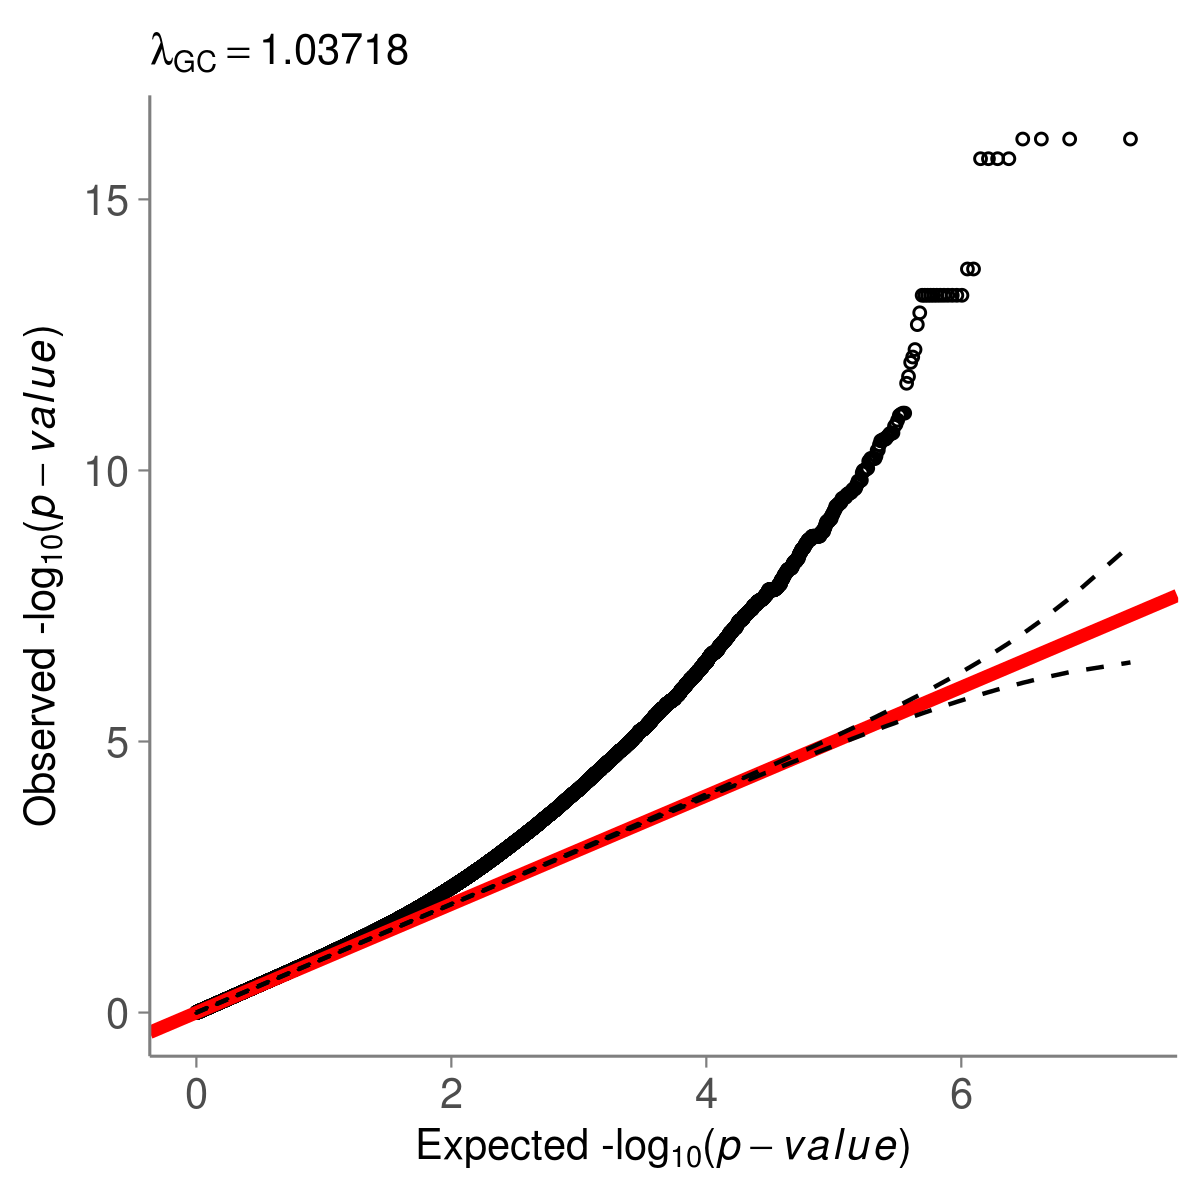 λGC = 1.03718
Observed -log10(p − value)
15
10
5
0
0 2 4 6
Expected -log10(p − value)